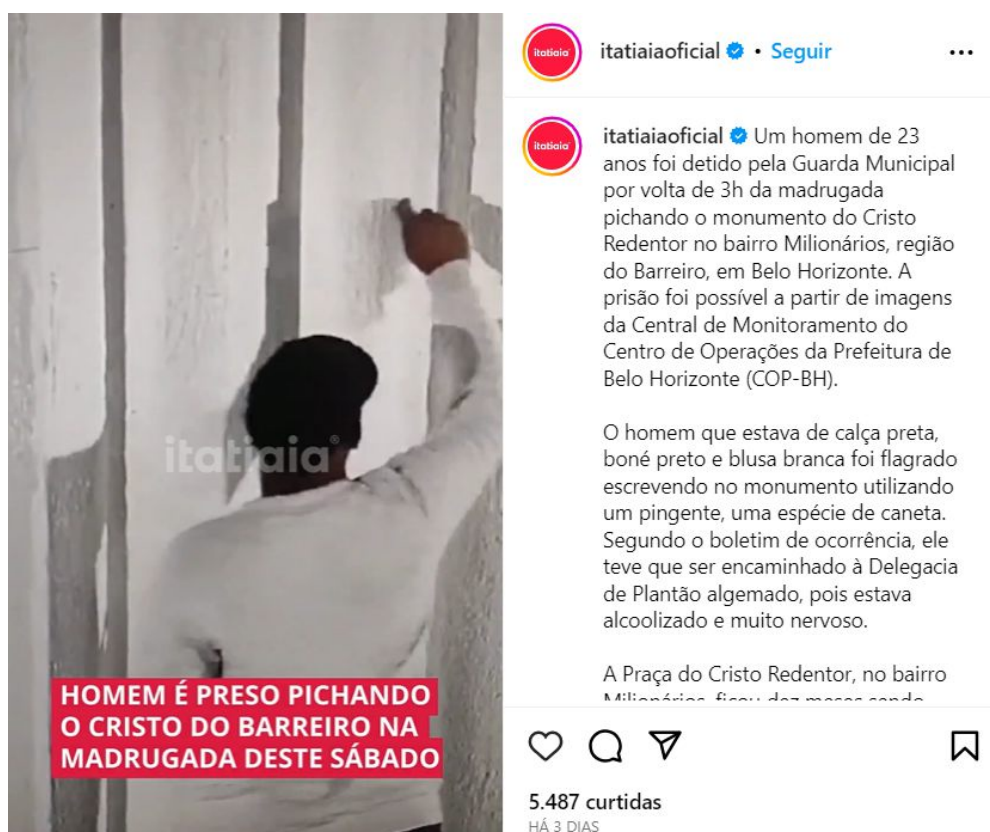 itatiaia
HOMEM É PRESO PICHANDO
O CRISTO DO BARREIRO NA
MADRUGADA DESTE SÁBADO
itatiaia
itatiaiaoficial • Seguir
itatiaia
itatiaiaoficial Um homem de 23
anos foi detido pela Guarda Municipal
por volta de 3h da madrugada
pichando o monumento do Cristo
Redentor no bairro Milionários, região
do Barreiro, em Belo Horizonte. A
prisão foi possível a partir de imagens
da Central de Monitoramento do
Centro de Operações da Prefeitura de
Belo Horizonte (COP-BH).
O homem que estava de calça preta,
boné preto e blusa branca foi flagrado
escrevendo no monumento utilizando
um pingente, uma espécie de caneta.
Segundo o boletim de ocorrência, ele
teve que ser encaminhado à Delegacia
de Plantão algemado, pois estava
alcoolizado e muito nervoso.
A Praça do Cristo Redentor, no bairro
Milionários, ficou dez meses sendo
5.487 curtidas
HÁ 3 DIAS